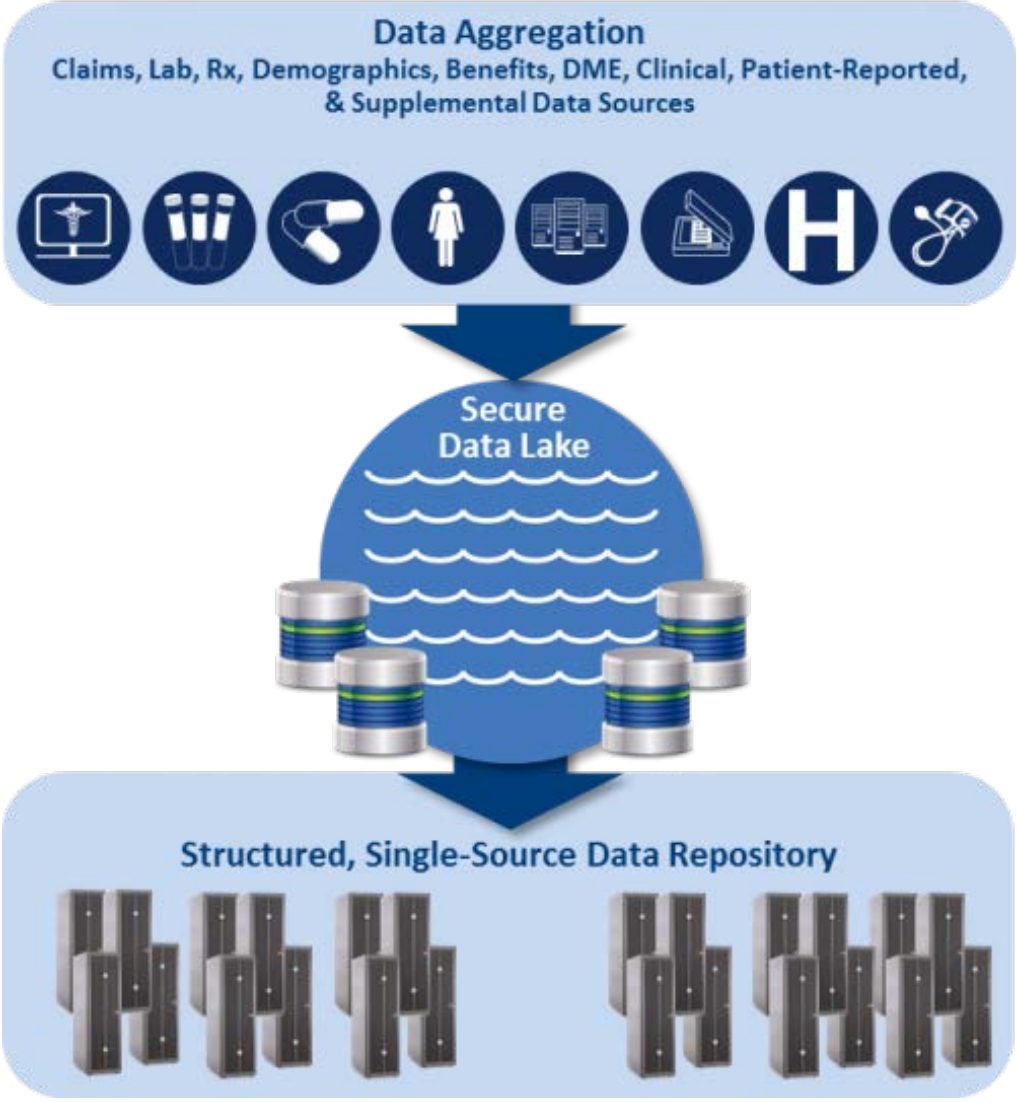 Data Aggregation
Claims, Lab, Rx, Demographics, Benefits, DME, Clinical, Patient-Reported,
& Supplemental Data Sources
H
Secure
Data Lake
Structured, Single-Source Data Repository